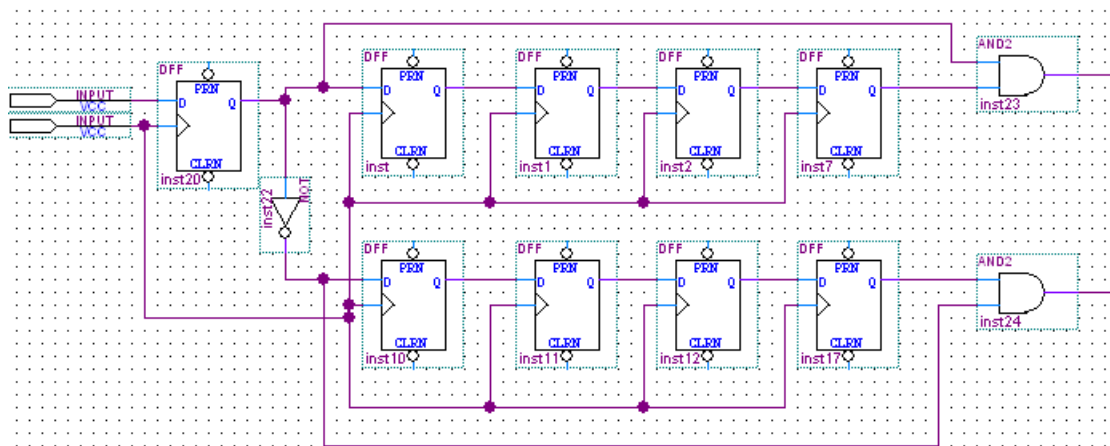 DFF
PRN
D Q
CLRN
inst20
INPUT
VCC
INPUT
VCC
NOT
inst22
DFF
PRN
D Q
CLRN
inst
DFF
PRN
D Q
CLRN
inst1
DFF
PRN
D Q
CLRN
inst2
DFF
PRN
D Q
CLRN
inst7
AND2
inst23
DFF
PRN
D Q
CLRN
inst10
DFF
PRN
D Q
CLRN
inst11
DFF
PRN
D Q
CLRN
inst12
DFF
PRN
D Q
CLRN
inst17
AND2
inst24